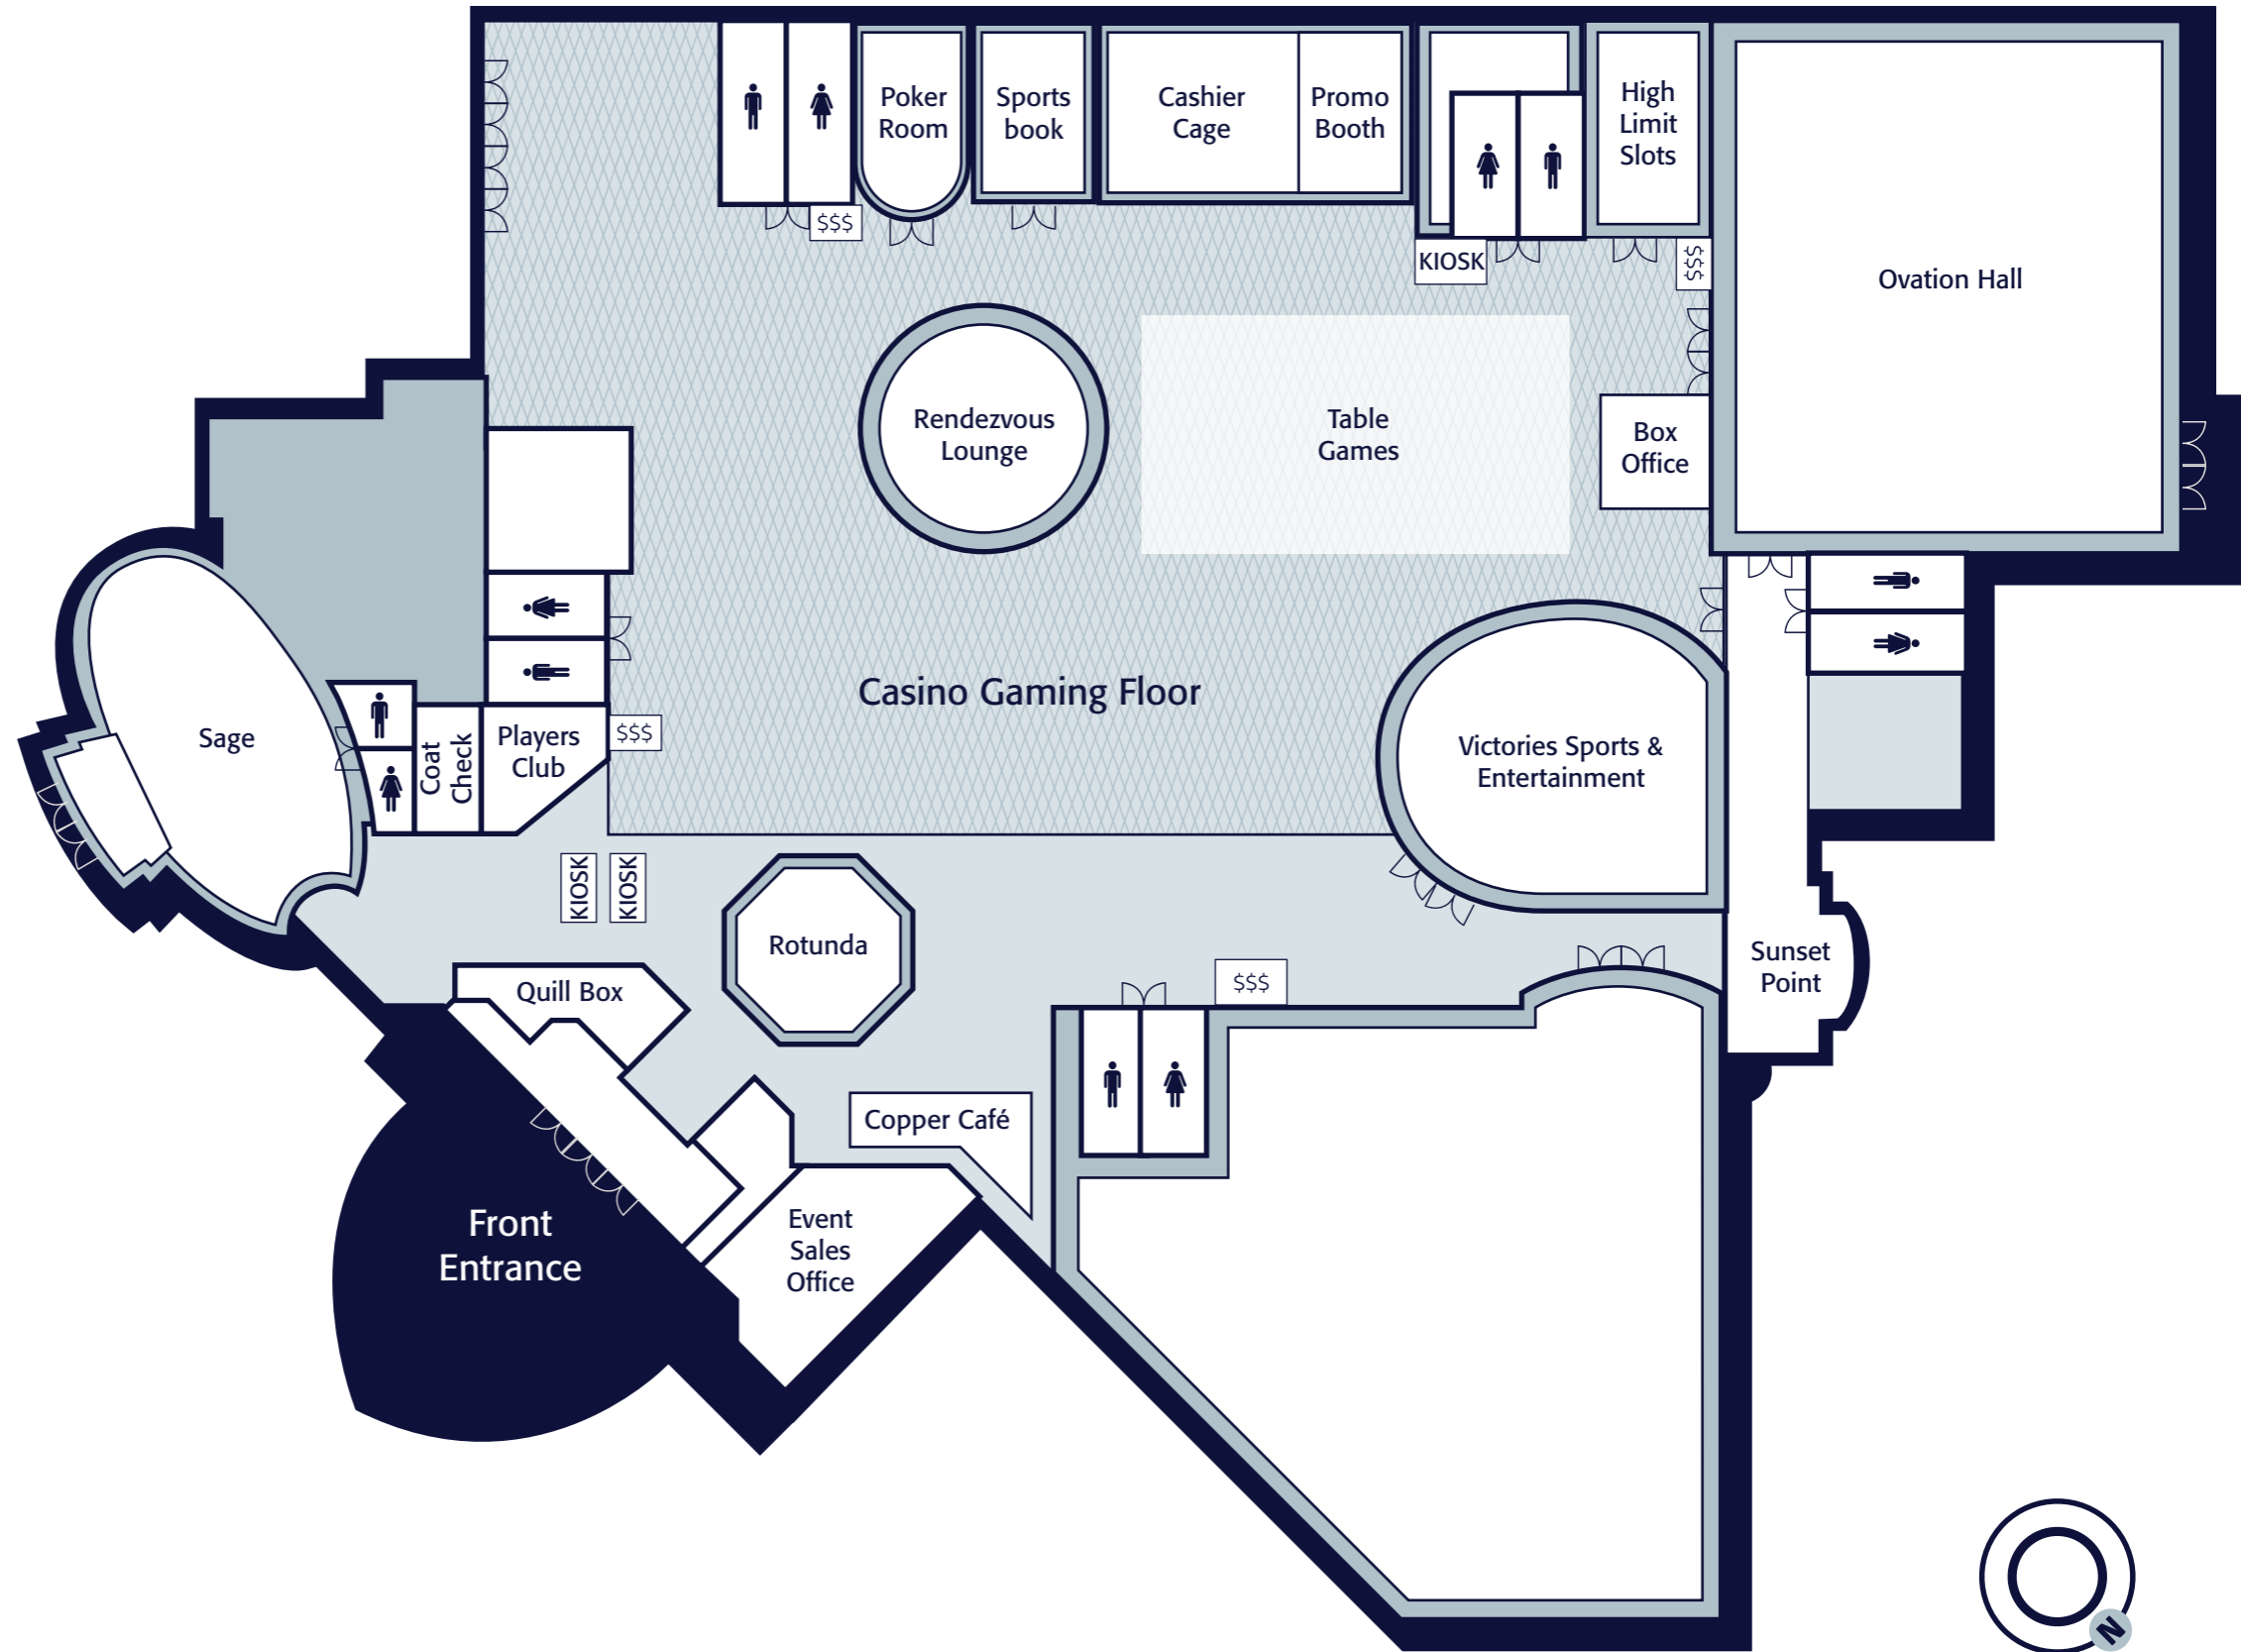 Poker
Room
Sports
book
Cashier
Cage
Promo
Booth
High
Limit
Slots
$$$
KIOSK
$$$
Ovation Hall
Rendezvous
Lounge
Table
Games
Box
Office
Casino Gaming Floor
Sage
Coat
Check
Players
Club
$$$
Victories Sports &
Entertainment
KIOSK
KIOSK
Rotunda
Quill Box
$$$
Sunset
Point
Copper Café
Front
Entrance
Event
Sales
Office
N